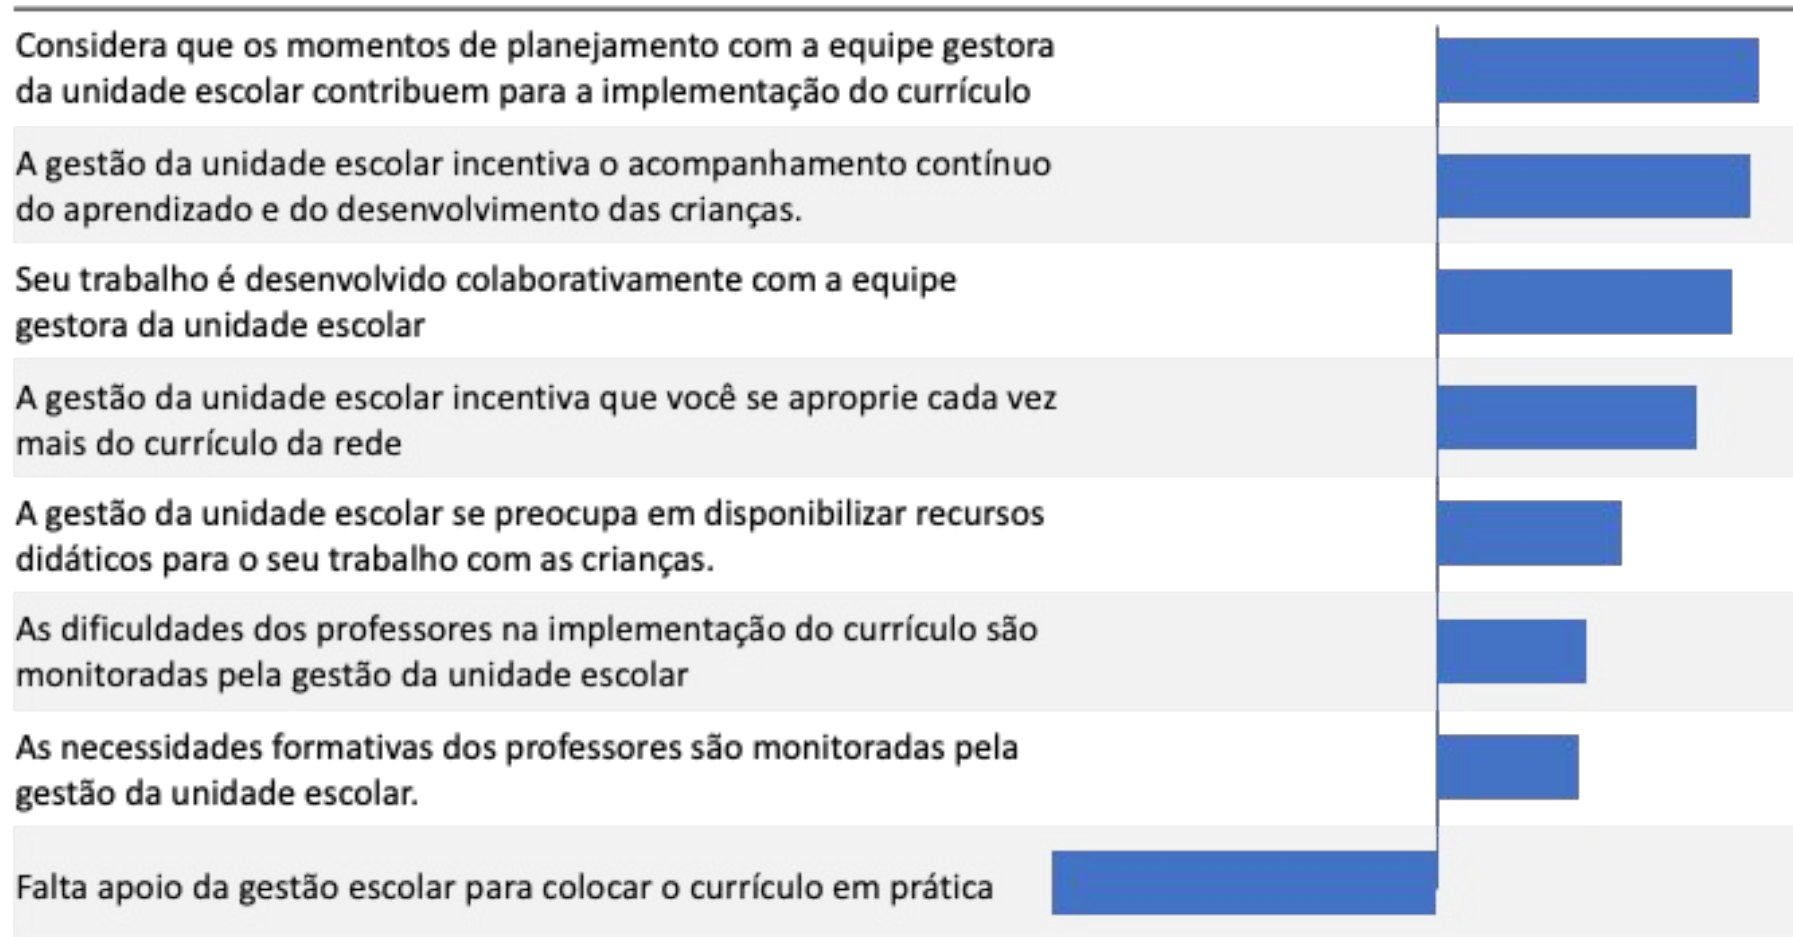 Considera que os momentos de planejamento com a equipe gestora
da unidade escolar contribuem para a implementação do currículo
A gestão da unidade escolar incentiva o acompanhamento contínuo
do aprendizado e do desenvolvimento das crianças.
Seu trabalho é desenvolvido colaborativamente com a equipe
gestora da unidade escolar
A gestão da unidade escolar incentiva que você se aproprie cada vez
mais do currículo da rede
A gestão da unidade escolar se preocupa em disponibilizar recursos
didáticos para o seu trabalho com as crianças.
As dificuldades dos professores na implementação do currículo são
monitoradas pela gestão da unidade escolar
As necessidades formativas dos professores são monitoradas pela
gestão da unidade escolar.
Falta apoio da gestão escolar para colocar o currículo em prática